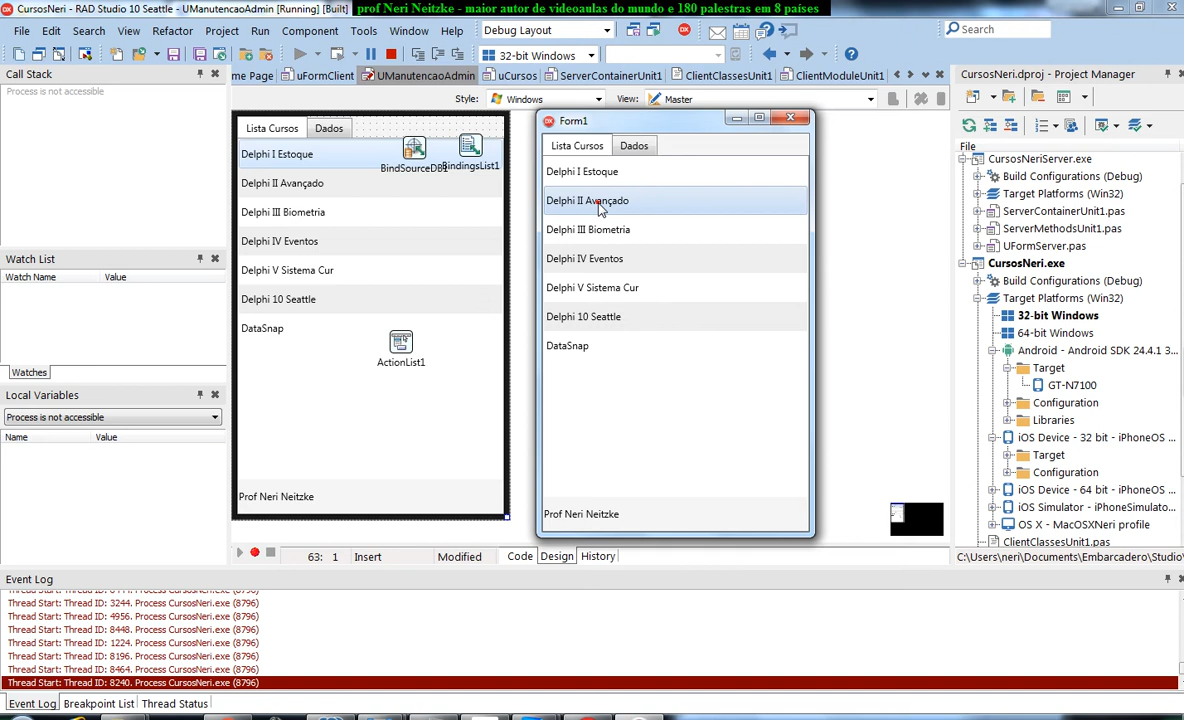 CursosNeri - RAD Studio 10 Seattle - UManutencaoAdmin [Running] [Built]
prof Neri Neitzke - maior autor de videoaulas do mundo e 180 palestras em 8 países
File Edit Search View Refactor Project Run Component Tools Window Help
Debug Layout
Search
32-bit Windows
Call Stack
Process is not accessible
me Page uFormClient UManutencaoAdmin uCursos ServerContainerUnit1 ClientClassesUnit1 ClientModuleUnit1
Style: Windows View: Master
Lista Cursos Dados
Delphi I Estoque
Delphi II Avançado
Delphi III Biometria
Delphi IV Eventos
Delphi V Sistema Cur
Delphi 10 Seattle
DataSnap
BindSourceDB1
BindingsList1
ActionList1
Prof Neri Neitzke
Form1
Lista Cursos Dados
Delphi I Estoque
Delphi II Avançado
Delphi III Biometria
Delphi IV Eventos
Delphi V Sistema Cur
Delphi 10 Seattle
DataSnap
Prof Neri Neitzke
Watch List
Watch Name Value
Watches
Local Variables
Process is not accessible
Name Value
63: 1 Insert Modified Code Design History
CursosNeri.dproj - Project Manager
File
CursosNeriServer.exe
Build Configurations (Debug)
Target Platforms (Win32)
ServerContainerUnit1.pas
ServerMethodsUnit1.pas
UFormServer.pas
CursosNeri.exe
Build Configurations (Debug)
Target Platforms (Win32)
32-bit Windows
64-bit Windows
Android - Android SDK 24.4.1 3...
Target
GT-N7100
Configuration
Libraries
iOS Device - 32 bit - iPhoneOS ...
Target
Configuration
iOS Device - 64 bit - iPhoneOS ...
iOS Simulator - iPhoneSimulato...
OS X - MacOSXNeri profile
ClientClassesUnit1.pas
C:\Users\neri\Documents\Embarcadero\Studio\
Event Log
Thread Start: Thread ID: 3244. Process CursosNeri.exe (8796)
Thread Start: Thread ID: 4956. Process CursosNeri.exe (8796)
Thread Start: Thread ID: 8448. Process CursosNeri.exe (8796)
Thread Start: Thread ID: 1224. Process CursosNeri.exe (8796)
Thread Start: Thread ID: 8196. Process CursosNeri.exe (8796)
Thread Start: Thread ID: 8464. Process CursosNeri.exe (8796)
Thread Start: Thread ID: 8240. Process CursosNeri.exe (8796)
Event Log Breakpoint List Thread Status